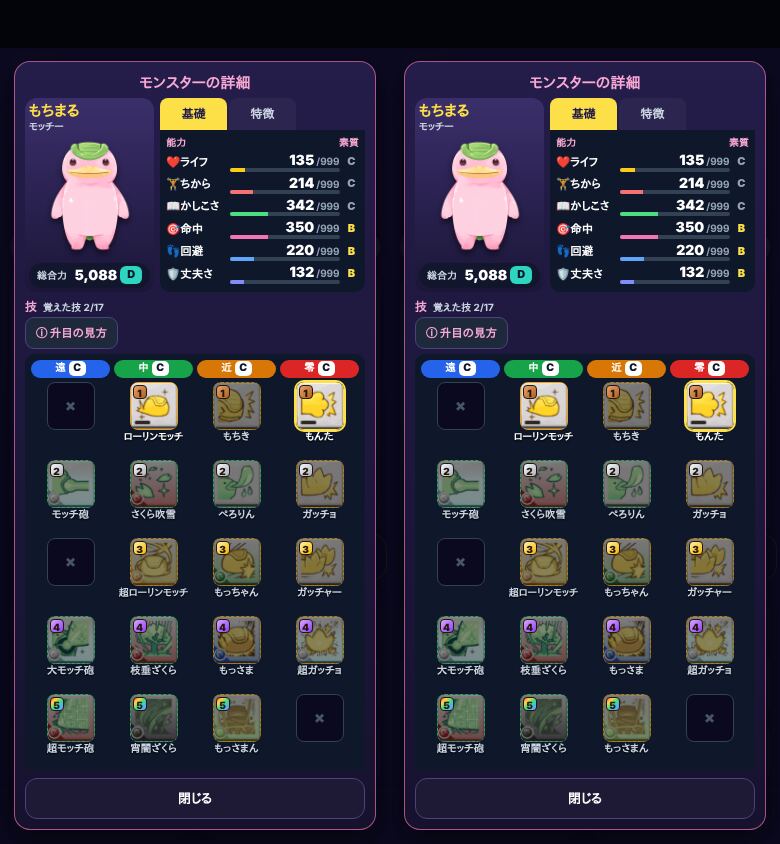 モンスターの詳細
もちまる
モッチー
基礎 特徴
能力 素質
ライフ 135 /999 C
ちから 214 /999 C
かしこさ 342 /999 C
命中 350 /999 B
回避 220 /999 B
丈夫さ 132 /999 B
総合力 5,088 D
技 覚えた技 2/17
ⓘ 升目の見方
遠 C 中 C 近 C 零 C
× 1 1 1
ローリンモッチ もちき もんた
2 2 2 2
モッチ砲 さくら吹雪 ぺろりん ガッチョ
× 3 3 3
超ローリンモッチ もっちゃん ガッチャー
4 4 4 4
大モッチ砲 枝垂ざくら もっさま 超ガッチョ
5 5 5 ×
超モッチ砲 宵闇ざくら もっさまん
閉じる
モンスターの詳細
もちまる
モッチー
基礎 特徴
能力 素質
ライフ 135 /999 C
ちから 214 /999 C
かしこさ 342 /999 C
命中 350 /999 B
回避 220 /999 B
丈夫さ 132 /999 B
総合力 5,088 D
技 覚えた技 2/17
ⓘ 升目の見方
遠 C 中 C 近 C 零 C
× 1 1 1
ローリンモッチ もちき もんた
2 2 2 2
モッチ砲 さくら吹雪 ぺろりん ガッチョ
× 3 3 3
超ローリンモッチ もっちゃん ガッチャー
4 4 4 4
大モッチ砲 枝垂ざくら もっさま 超ガッチョ
5 5 5 ×
超モッチ砲 宵闇ざくら もっさまん
閉じる